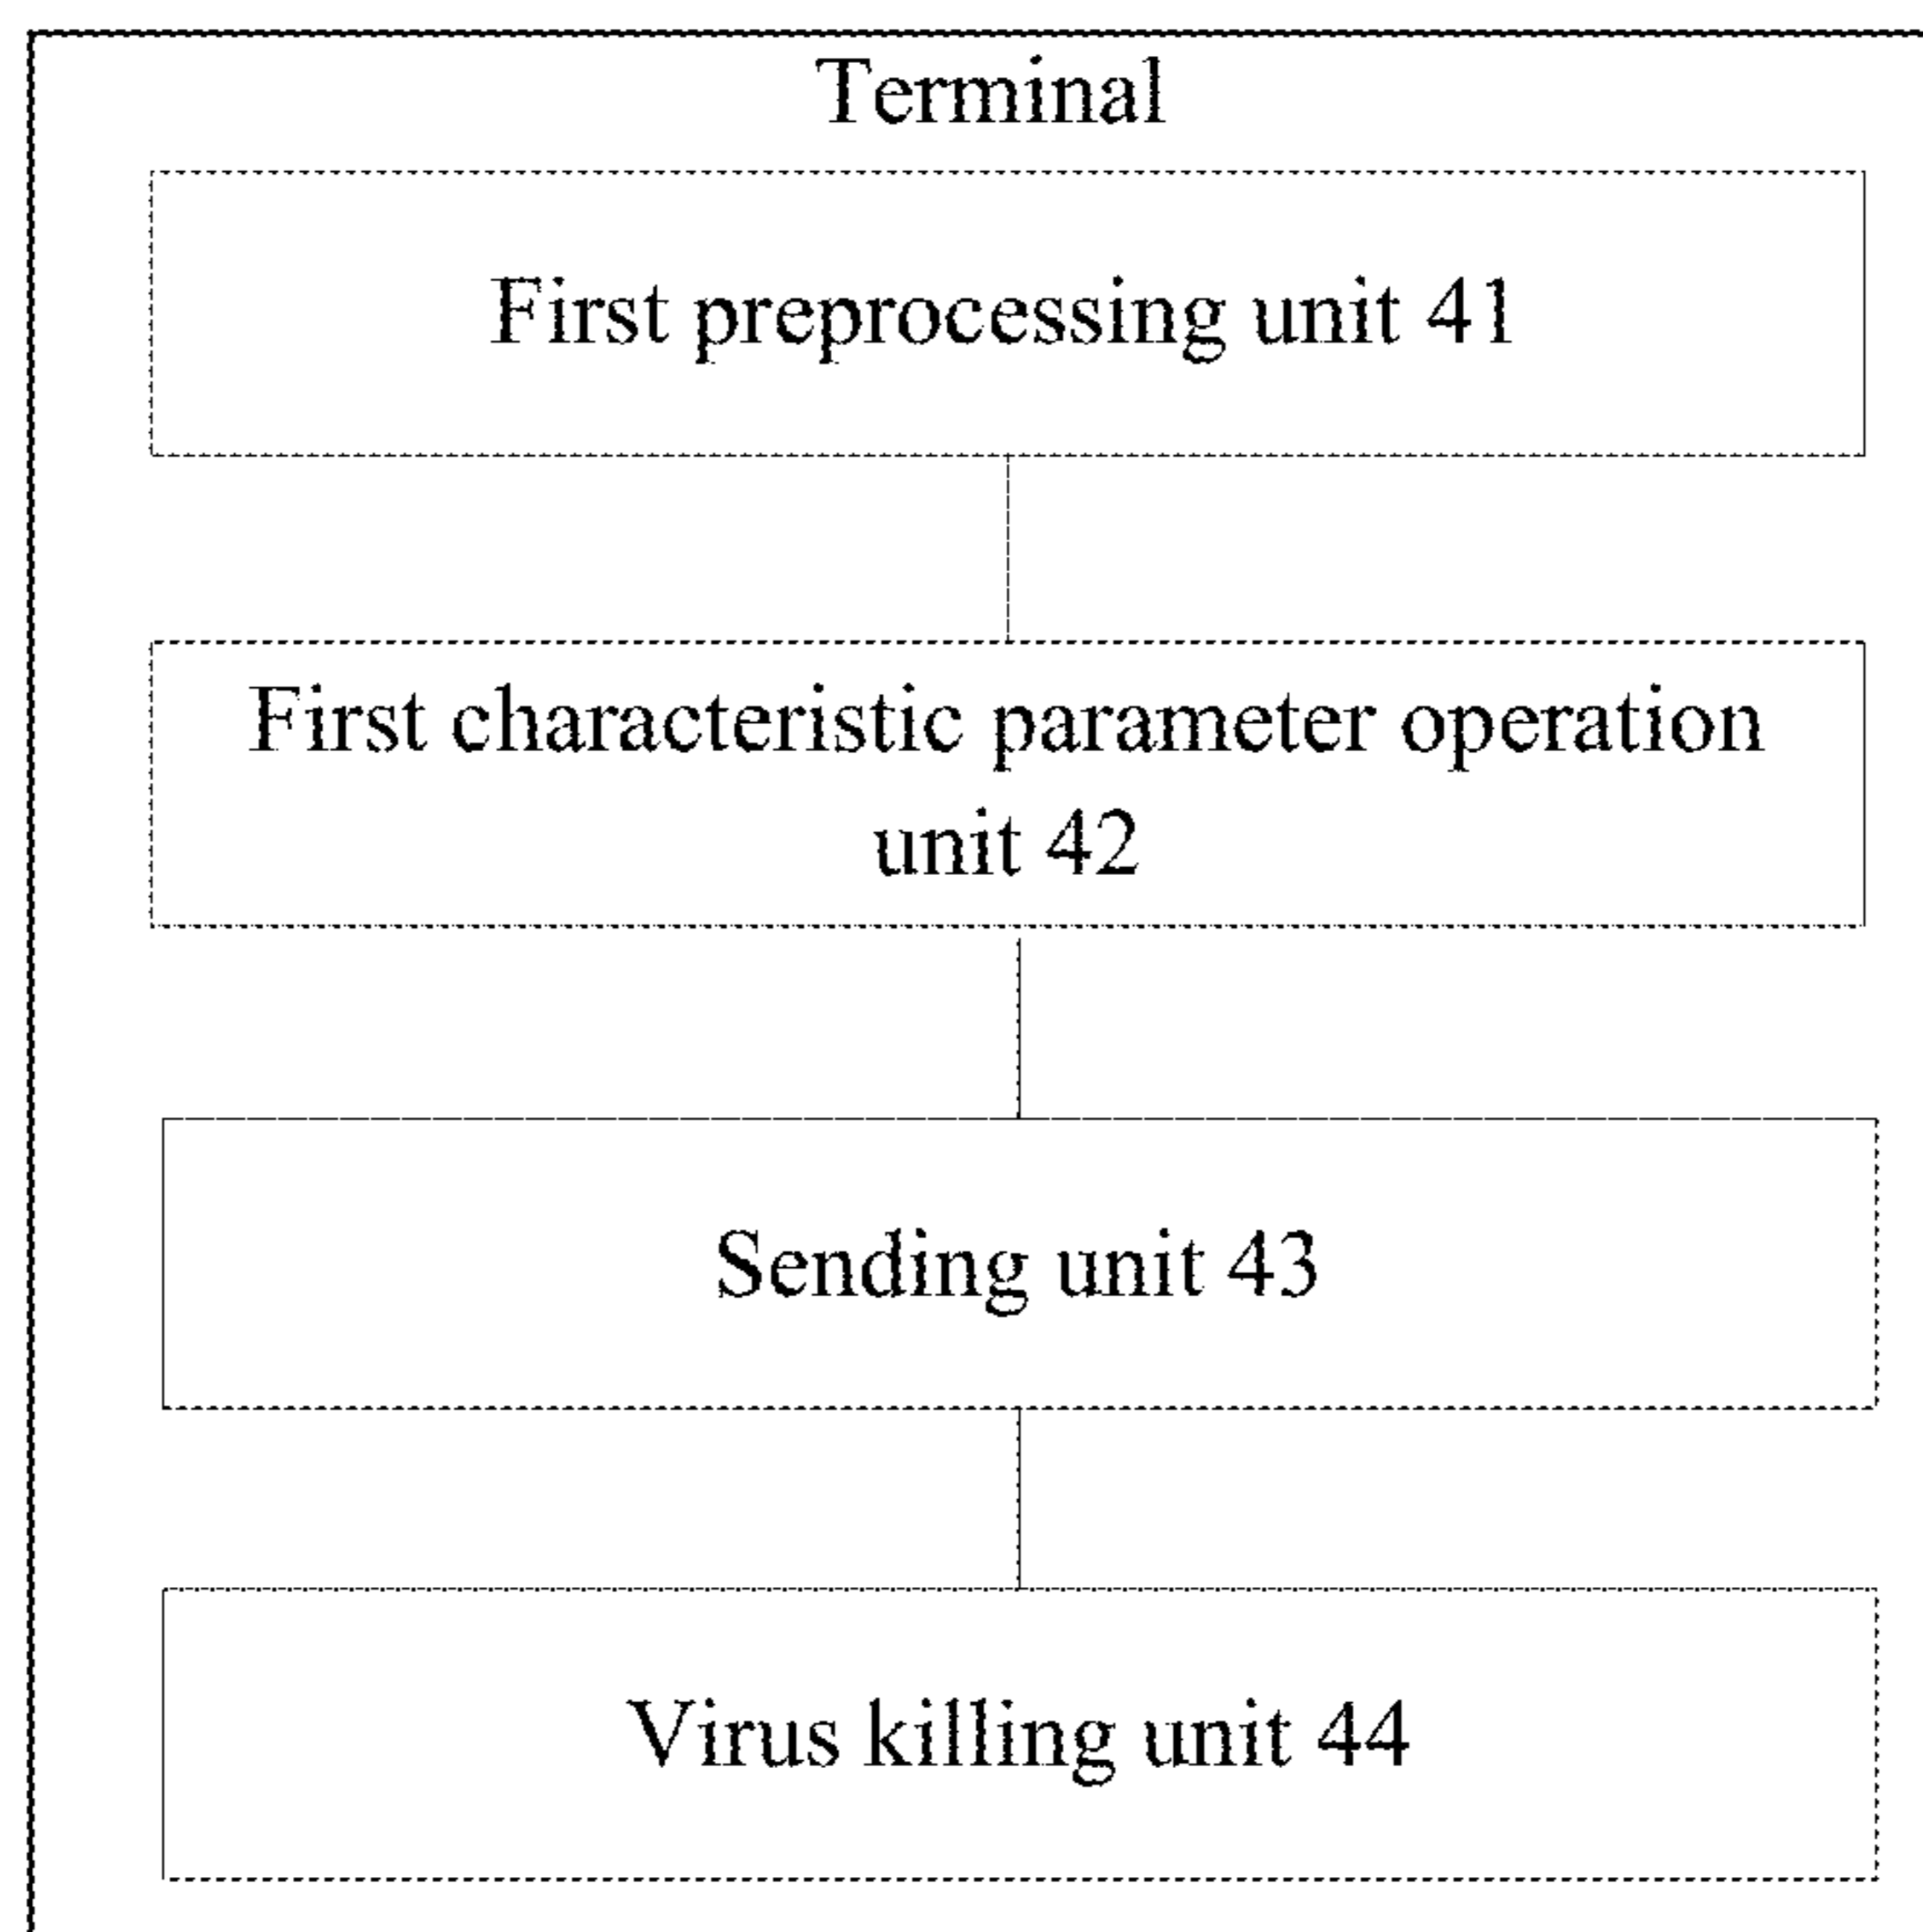 Terminal
First preprocessing unit 41
First characteristic parameter operation
unit 42
Sending unit 43
Virus killing unit 44